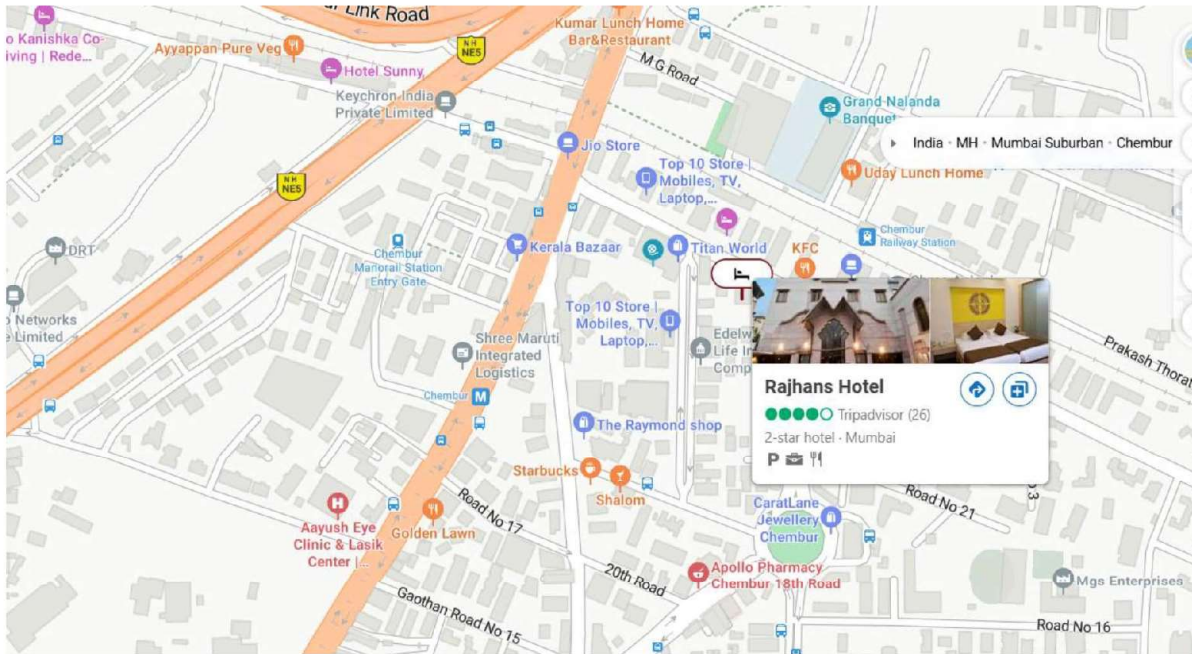 ur Link Road
Kumar Lunch Home
Bar&Restaurant
o Kanishka Co-
iving | Rede...
Ayyappan Pure Veg
NH
NE5
M G Road
Hotel Sunny
Keychron India
Private Limited
Grand Nalanda
Banquet
India · MH · Mumbai Suburban · Chembur
Jio Store
Top 10 Store |
Mobiles, TV,
Laptop,...
Uday Lunch Home
NH
NE5
DRT
Chembur
Monorail Station
Entry Gate
Kerala Bazaar
Titan World
KFC
Chembur
Railway Station
o Networks
e Limited
Top 10 Store |
Mobiles, TV,
Laptop,...
Shree Maruti
Integrated
Logistics
Edelw
Life In
Comp
Prakash Thorat
Chembur
M
Rajhans Hotel
Tripadvisor (26)
2-star hotel · Mumbai
P
The Raymond shop
Starbucks
Shalom
Road No 17
Road No 21
o 3
H
Aayush Eye
Clinic & Lasik
Center |...
Golden Lawn
CaratLane
Jewellery
Chembur
20th Road
Apollo Pharmacy
Chembur 18th Road
Mgs Enterprises
Gaothan Road No 15
Road No 16